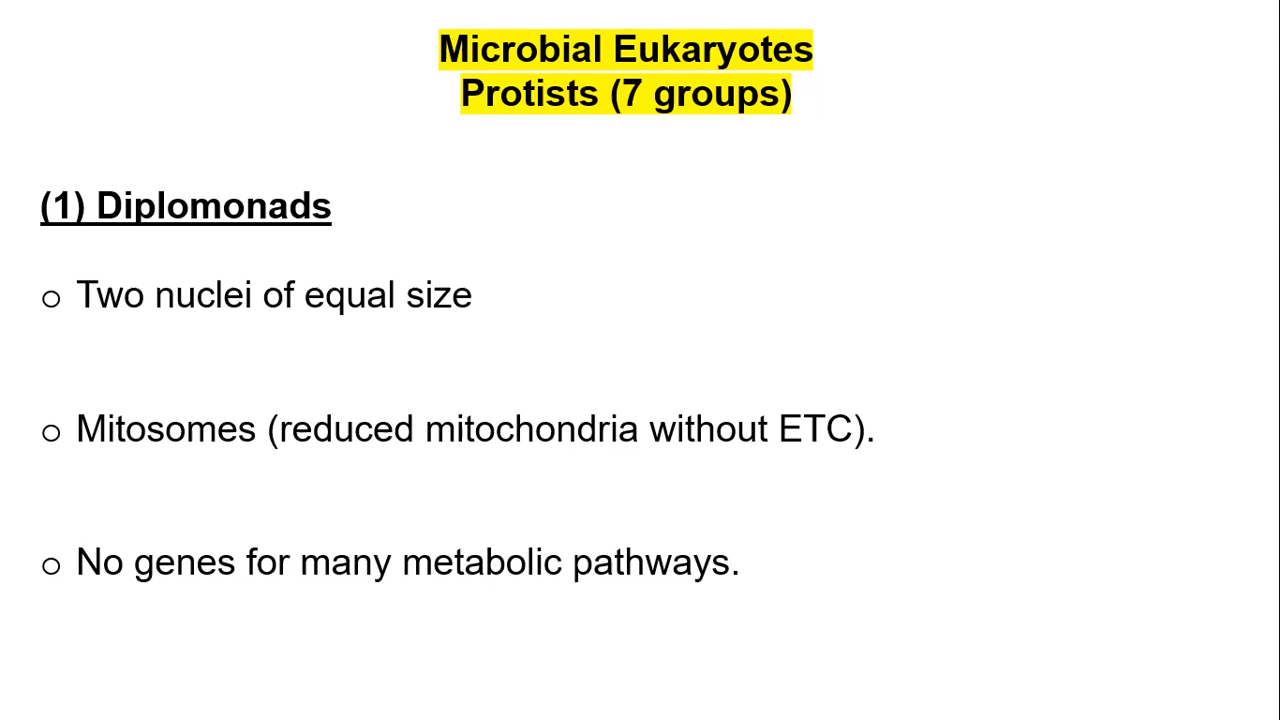 Microbial Eukaryotes
Protists (7 groups)
(1) Diplomonads
o Two nuclei of equal size
o Mitosomes (reduced mitochondria without ETC).
o No genes for many metabolic pathways.